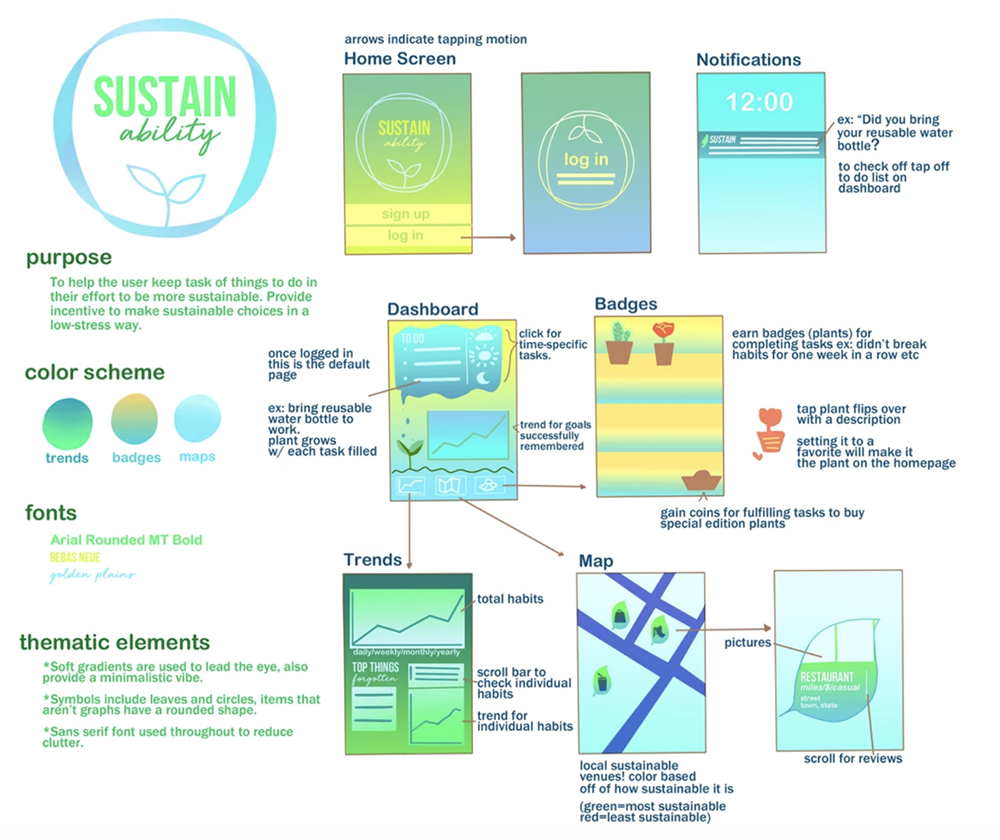 SUSTAIN
ability
purpose
To help the user keep task of things to do in
their effort to be more sustainable. Provide
incentive to make sustainable choices in a
low-stress way.
color scheme
trends
badges
maps
fonts
Arial Rounded MT Bold
BEBAS NEUE
golden plains
thematic elements
*Soft gradients are used to lead the eye, also
provide a minimalistic vibe.
*Symbols include leaves and circles, items that
aren't graphs have a rounded shape.
*Sans serif font used throughout to reduce
clutter.
arrows indicate tapping motion
Home Screen
SUSTAIN
ability
sign up
log in
log in
Notifications
12:00
SUSTAIN
ex: "Did you bring
your reusable water
bottle?
to check off tap off
to do list on
dashboard
Dashboard
TO DO
click for
time-specific
tasks.
once logged in
this is the default
page
ex: bring reusable
water bottle to
work.
plant grows
w/ each task filled
trend for goals
successfully
remembered
Badges
earn badges (plants) for
completing tasks ex: didn't break
habits for one week in a row etc
tap plant flips over
with a description
setting it to a
favorite will make it
the plant on the homepage
gain coins for fulfilling tasks to buy
special edition plants
Trends
total habits
daily/weekly/monthly/yearly
TOP THINGS
forgotten
scroll bar to
check individual
habits
trend for
individual habits
Map
local sustainable
venues! color based
off of how sustainable it is
(green=most sustainable
red=least sustainable)
pictures
RESTAURANT
miles/$/casual
street
town, state
scroll for reviews